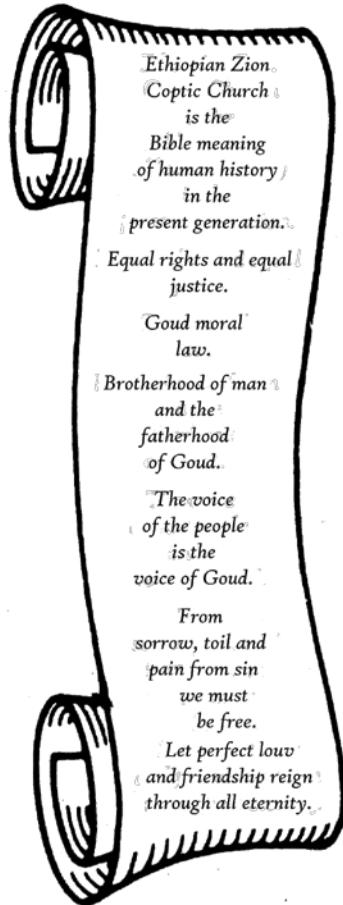 Ethiopian Zion
Coptic Church
is the
Bible meaning
of human history
in the
present generation.
Equal rights and equal
justice.
Goud moral
law.
Brotherhood of man
and the
fatherhood
of Goud.
The voice
of the people
is the
voice of Goud.
From
sorrow, toil and
pain from sin
we must
be free.
Let perfect louv
and friendship reign
through all eternity.